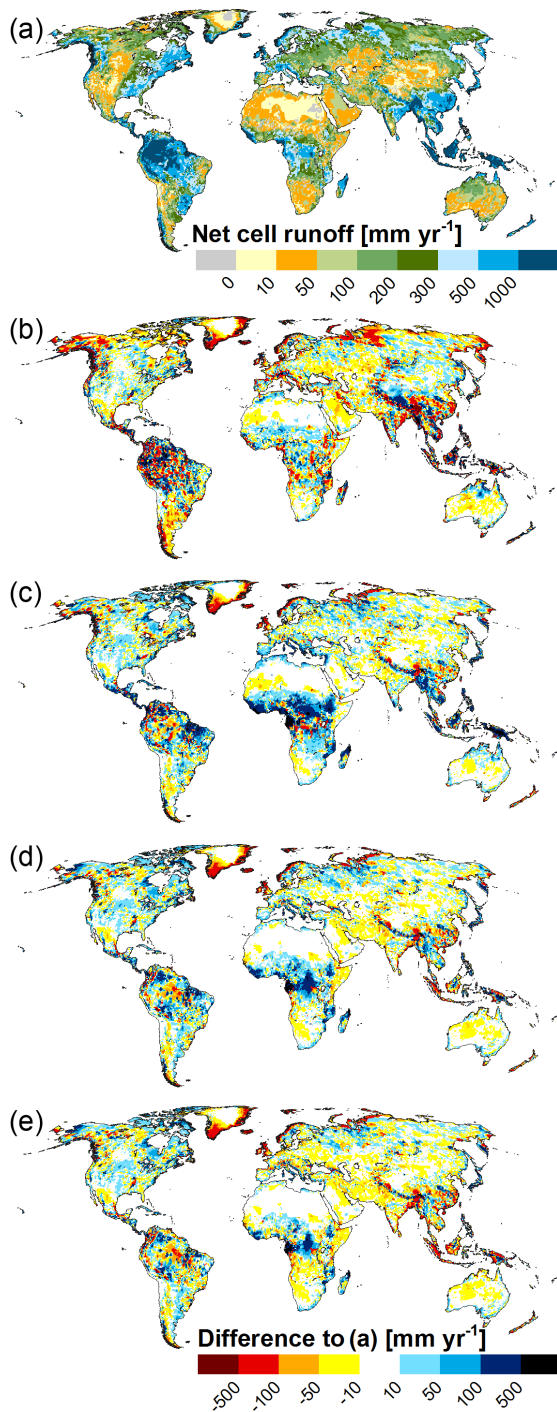 (a)
Net cell runoff [mm yr⁻¹]
0 10 50 100 200 300 500 1000
(b)
(c)
(d)
(e)
Difference to (a) [mm yr⁻¹]
-500 -100 -50 -10 10 50 100 500